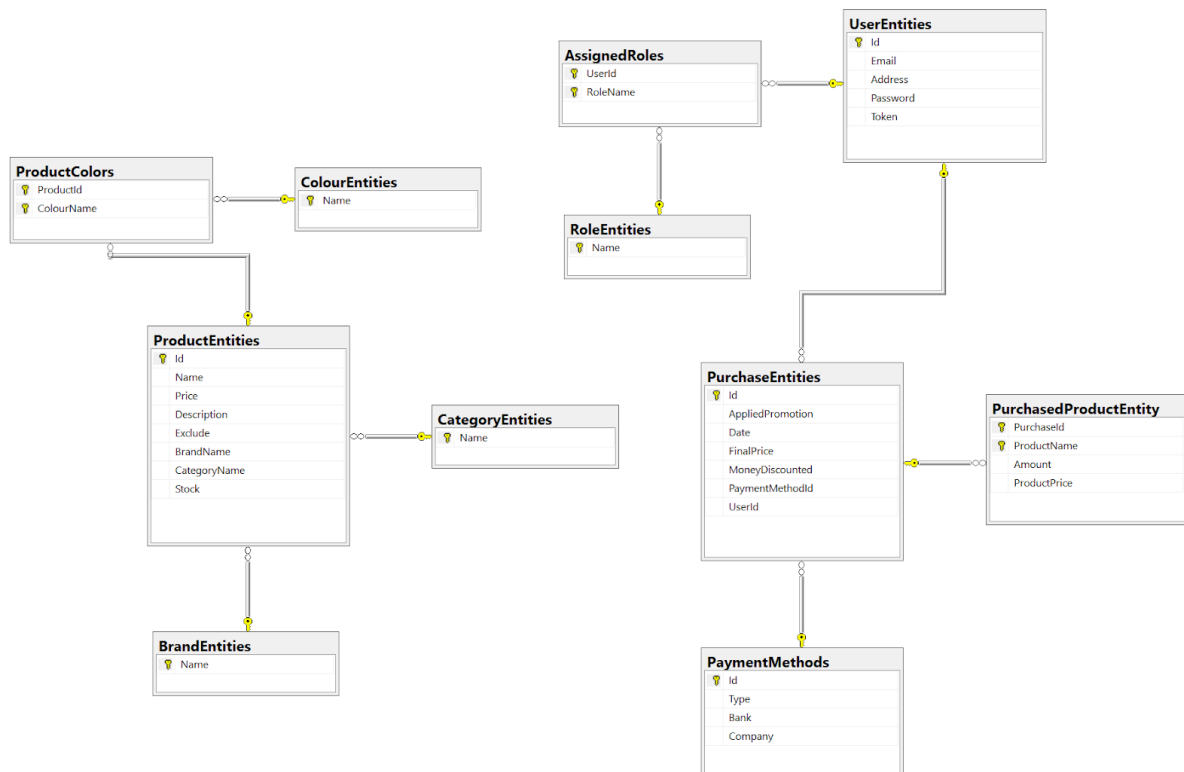 UserEntities
Id
Email
Address
Password
Token
AssignedRoles
UserId
RoleName
ProductColors
ProductId
ColourName
ColourEntities
Name
RoleEntities
Name
ProductEntities
Id
Name
Price
Description
Exclude
BrandName
CategoryName
Stock
CategoryEntities
Name
PurchaseEntities
Id
AppliedPromotion
Date
FinalPrice
MoneyDiscounted
PaymentMethodId
UserId
PurchasedProductEntity
PurchaseId
ProductName
Amount
ProductPrice
BrandEntities
Name
PaymentMethods
Id
Type
Bank
Company